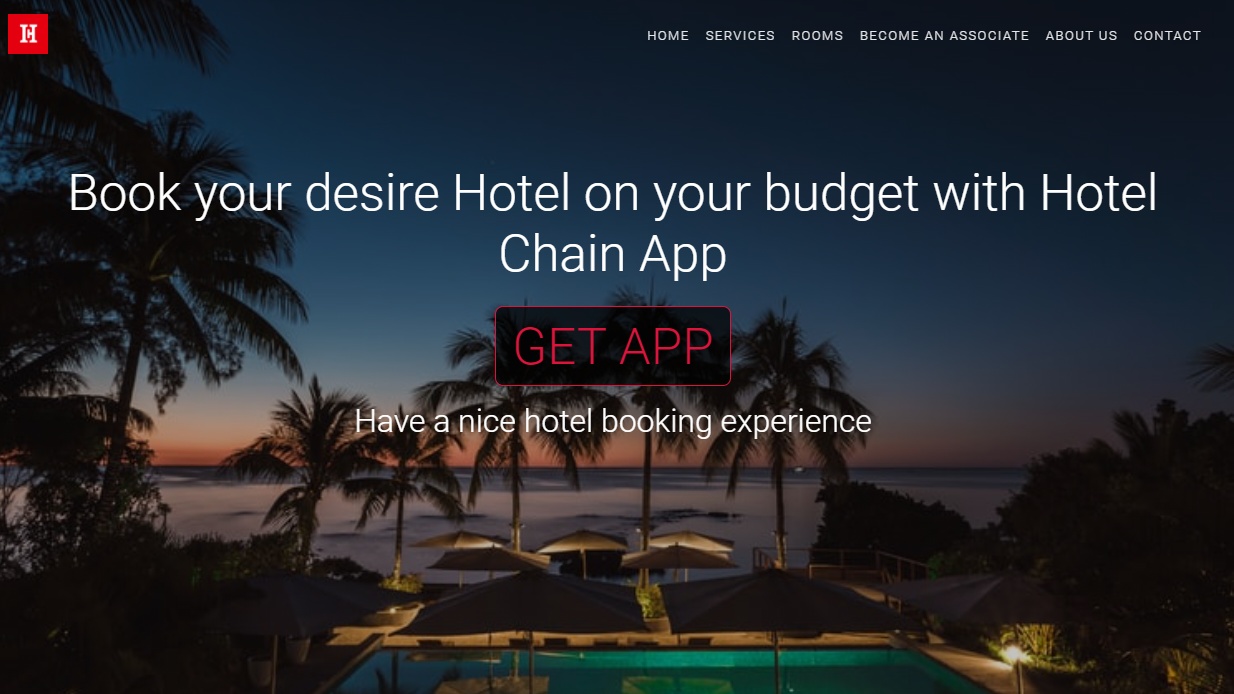 HC
HOME SERVICES ROOMS BECOME AN ASSOCIATE ABOUT US CONTACT
Book your desire Hotel on your budget with Hotel
Chain App
GET APP
Have a nice hotel booking experience